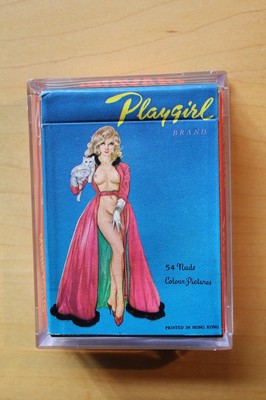 Playgirl
BRAND
54 Nude
Colour Pictures
PRINTED IN HONG KONG